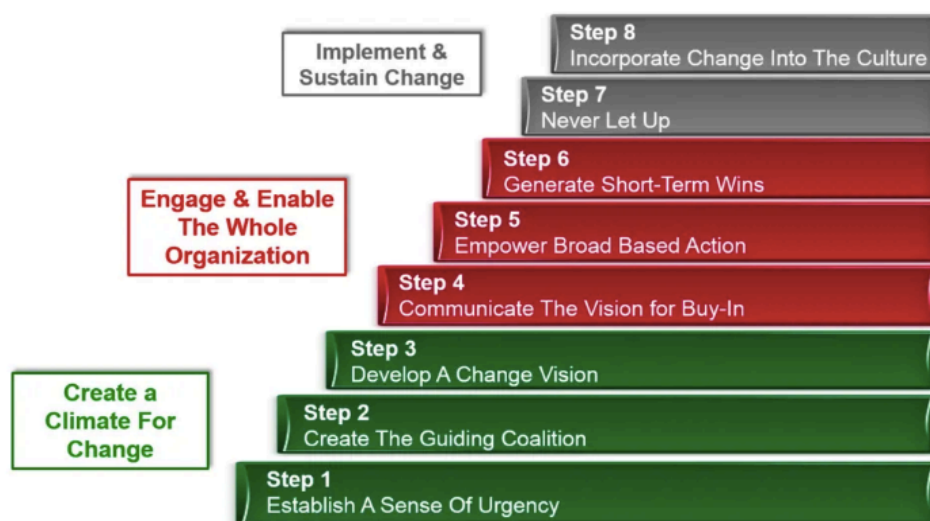 Implement &
Sustain Change
Step 8
Incorporate Change Into The Culture
Step 7
Never Let Up
Engage & Enable
The Whole
Organization
Step 6
Generate Short-Term Wins
Step 5
Empower Broad Based Action
Step 4
Communicate The Vision for Buy-In
Create a
Climate For
Change
Step 3
Develop A Change Vision
Step 2
Create The Guiding Coalition
Step 1
Establish A Sense Of Urgency